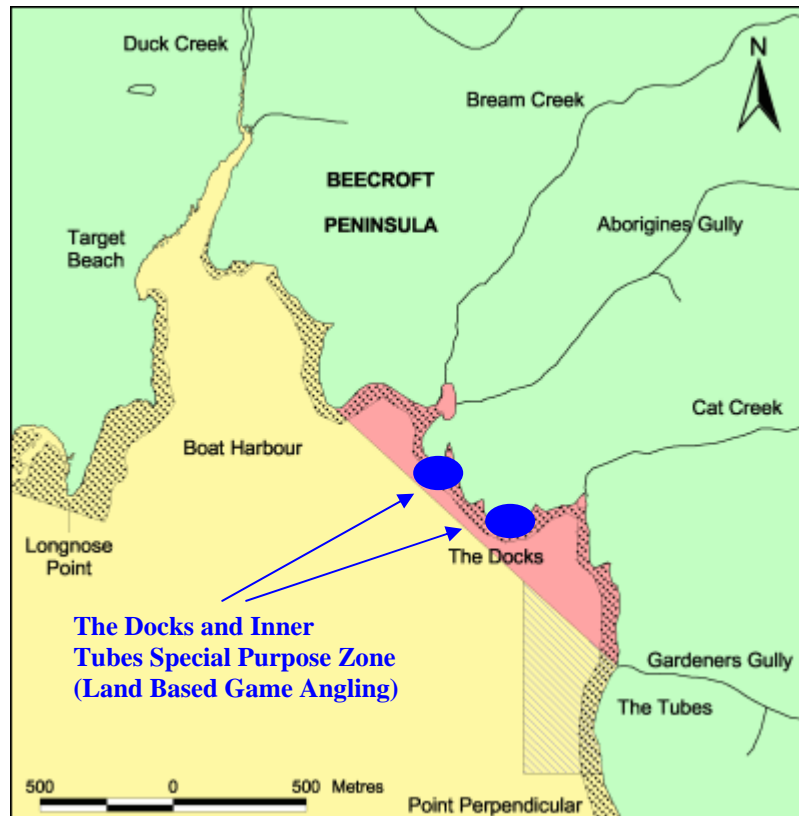 Duck Creek
N
Bream Creek
BEECROFT
PENINSULA
Aborigines Gully
Target
Beach
Cat Creek
Boat Harbour
Longnose
Point
The Docks
The Docks and Inner
Tubes Special Purpose Zone
(Land Based Game Angling)
Gardeners Gully
The Tubes
500 0 500 Metres
Point Perpendicular